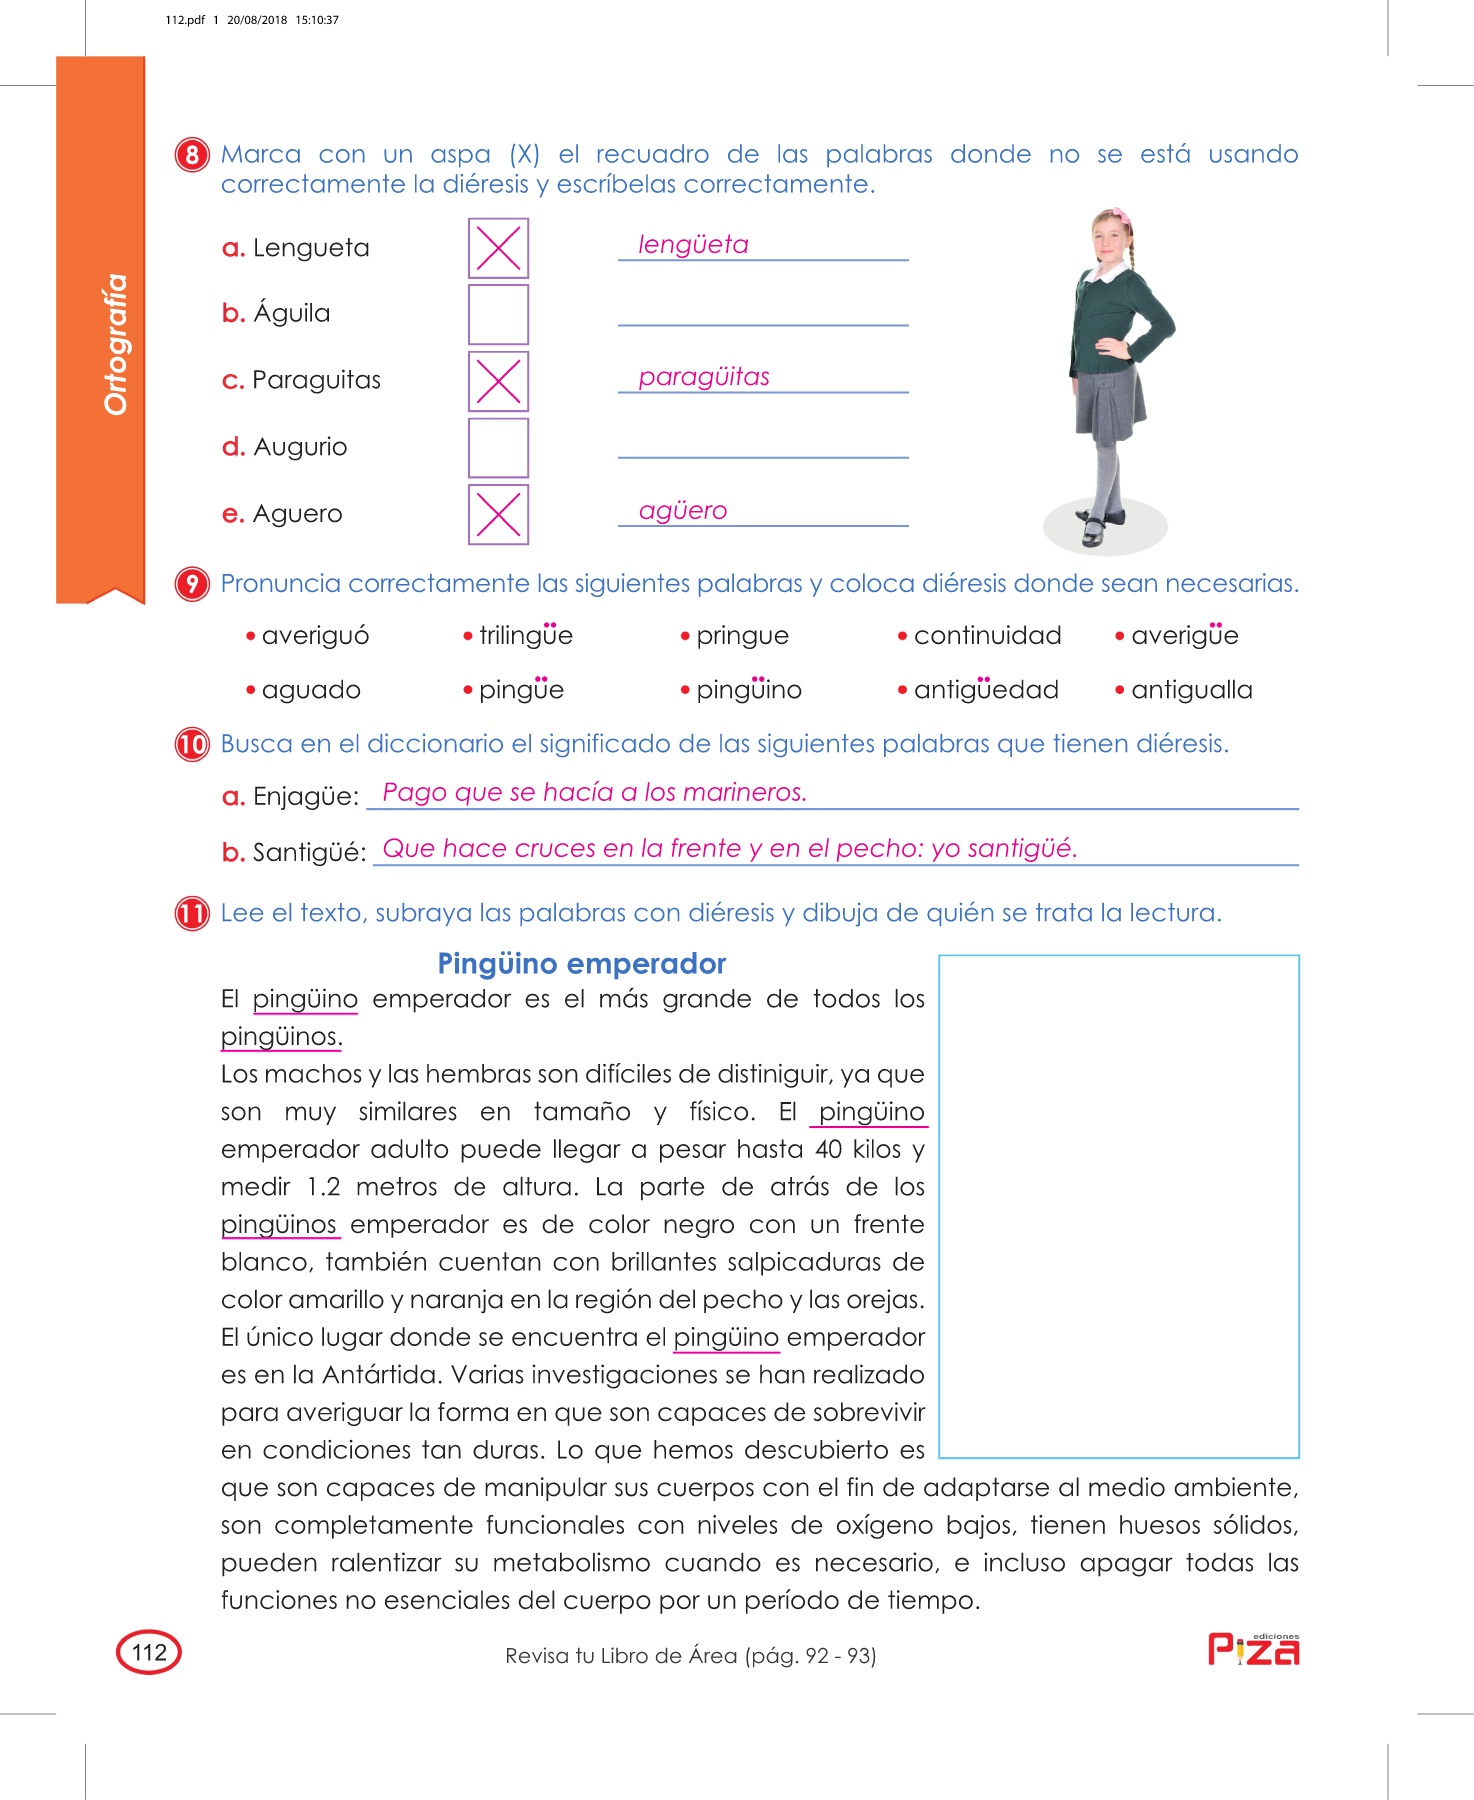 112.pdf 1 20/08/2018 15:10:37
Ortografía
8 Marca con un aspa (X) el recuadro de las palabras donde no se está usando
correctamente la diéresis y escríbelas correctamente.
a. Lengueta lengüeta
b. Águila
c. Paraguitas paragüitas
d. Augurio
e. Aguero agüero
9 Pronuncia correctamente las siguientes palabras y coloca diéresis donde sean necesarias.
• averiguó • trilingüe • pringue • continuidad • averigüe
• aguado • pingüe • pingüino • antigüedad • antigualla
10 Busca en el diccionario el significado de las siguientes palabras que tienen diéresis.
a. Enjagüe: Pago que se hacía a los marineros.
b. Santigüé: Que hace cruces en la frente y en el pecho: yo santigüé.
11 Lee el texto, subraya las palabras con diéresis y dibuja de quién se trata la lectura.
Pingüino emperador
El pingüino emperador es el más grande de todos los
pingüinos.
Los machos y las hembras son difíciles de distiniguir, ya que
son muy similares en tamaño y físico. El pingüino
emperador adulto puede llegar a pesar hasta 40 kilos y
medir 1.2 metros de altura. La parte de atrás de los
pingüinos emperador es de color negro con un frente
blanco, también cuentan con brillantes salpicaduras de
color amarillo y naranja en la región del pecho y las orejas.
El único lugar donde se encuentra el pingüino emperador
es en la Antártida. Varias investigaciones se han realizado
para averiguar la forma en que son capaces de sobrevivir
en condiciones tan duras. Lo que hemos descubierto es
que son capaces de manipular sus cuerpos con el fin de adaptarse al medio ambiente,
son completamente funcionales con niveles de oxígeno bajos, tienen huesos sólidos,
pueden ralentizar su metabolismo cuando es necesario, e incluso apagar todas las
funciones no esenciales del cuerpo por un período de tiempo.
112
Revisa tu Libro de Área (pág. 92 - 93)
ediciones
Piza